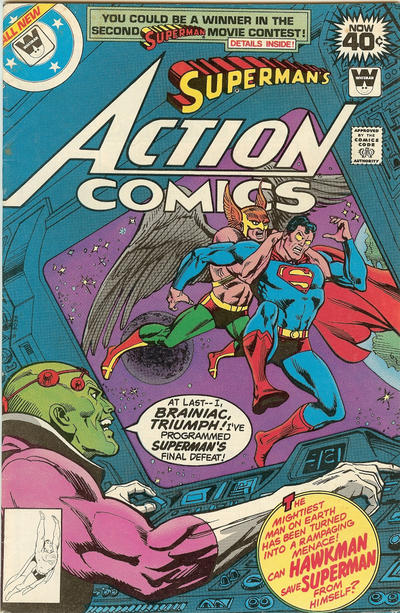 YOU COULD BE A WINNER IN THE
SECOND SUPERMAN MOVIE CONTEST!
DETAILS INSIDE!
ALL NEW
W
NOW
40¢
WHITMAN
SUPERMAN'S
ACTION
COMICS
APPROVED
BY THE
COMICS
CODE
AUTHORITY
S
AT LAST--I,
BRAINIAC,
TRIUMPH! I'VE
PROGRAMMED
SUPERMAN'S
FINAL DEFEAT!
THE
MIGHTIEST
MAN ON EARTH
HAS BEEN TURNED
INTO A RAMPAGING
MENACE!
CAN HAWKMAN
SAVE SUPERMAN
FROM
HIMSELF?